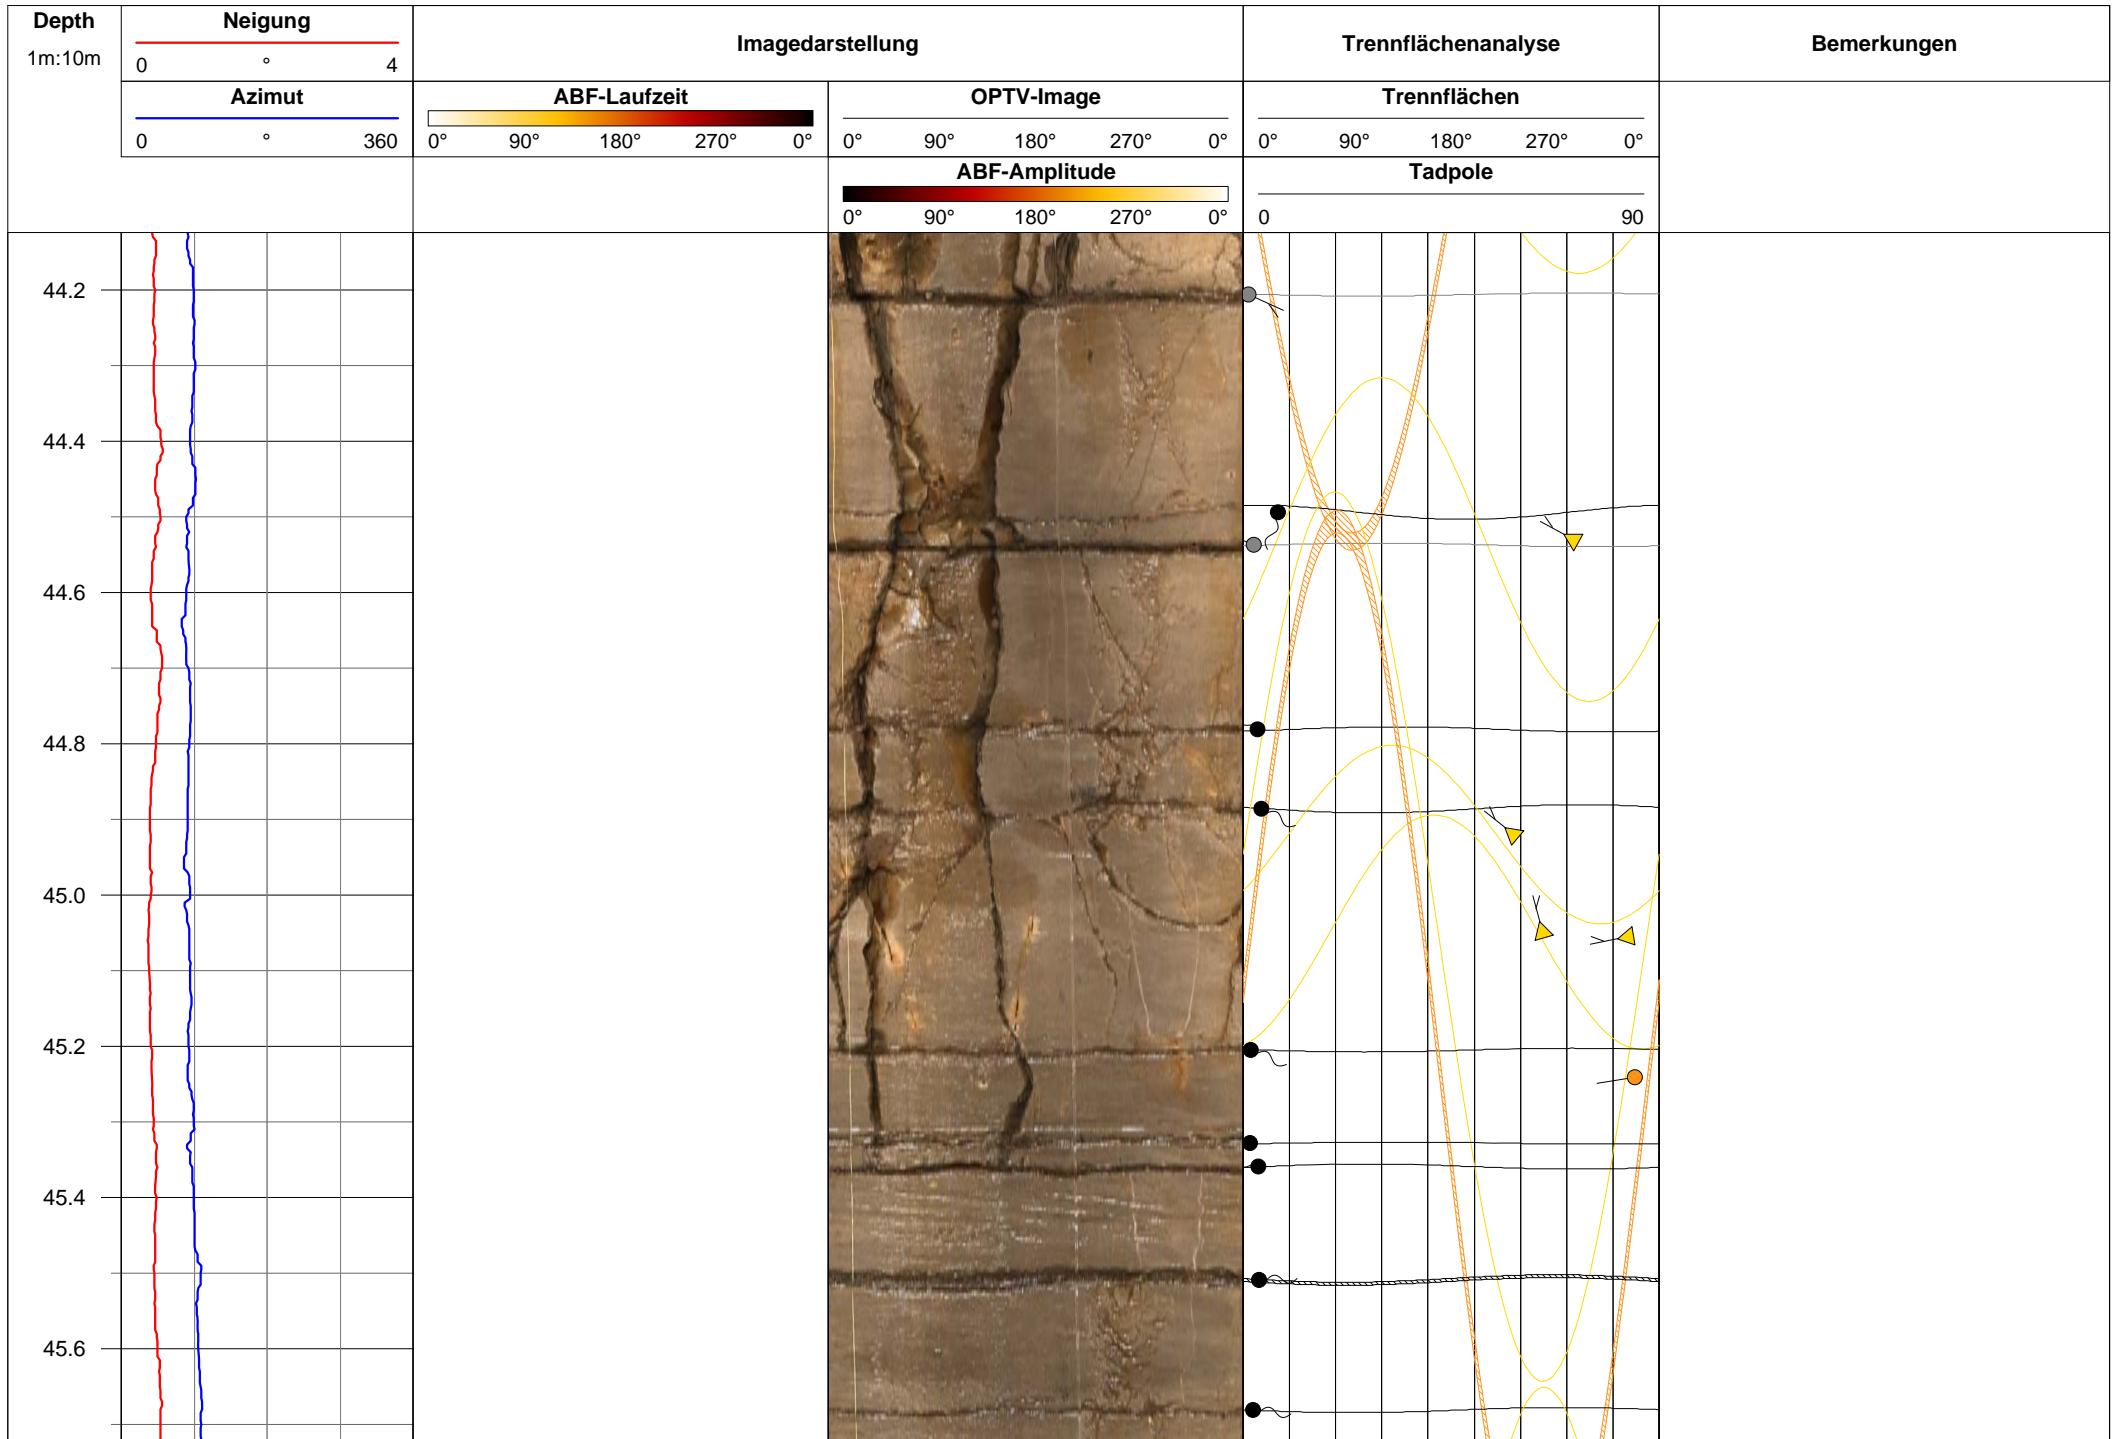 Depth
1m:10m
Neigung
0 ° 4
Azimut
0 ° 360
Imagedarstellung
ABF-Laufzeit
0° 90° 180° 270° 0°
OPTV-Image
0° 90° 180° 270° 0°
ABF-Amplitude
0° 90° 180° 270° 0°
Trennflächenanalyse
Trennflächen
0° 90° 180° 270° 0°
Tadpole
0 90
Bemerkungen
44.2
44.4
44.6
44.8
45.0
45.2
45.4
45.6